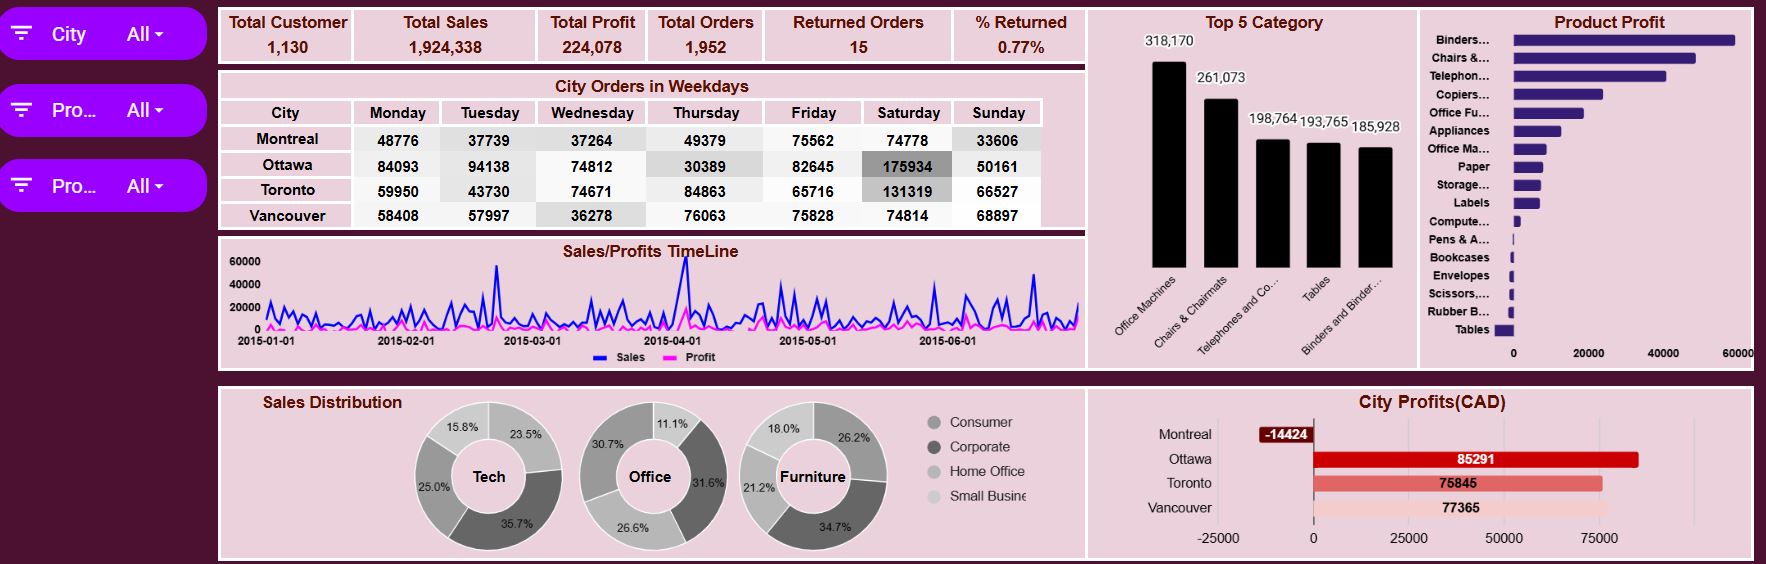 City All
Pro... All
Pro... All
Total Customer Total Sales Total Profit Total Orders Returned Orders % Returned
1,130 1,924,338 224,078 1,952 15 0.77%
City Orders in Weekdays
City Monday Tuesday Wednesday Thursday Friday Saturday Sunday
Montreal 48776 37739 37264 49379 75562 74778 33606
Ottawa 84093 94138 74812 30389 82645 175934 50161
Toronto 59950 43730 74671 84863 65716 131319 66527
Vancouver 58408 57997 36278 76063 75828 74814 68897
Sales/Profits TimeLine
60000
40000
20000
0
2015-01-01 2015-02-01 2015-03-01 2015-04-01 2015-05-01 2015-06-01
Sales Profit
Top 5 Category
318,170
261,073
198,764 193,765 185,928
Office Machines
Chairs & Chairmats
Telephones and Co...
Tables
Binders and Binder...
Product Profit
Binders...
Chairs &...
Telephon...
Copiers...
Office Fu...
Appliances
Office Ma...
Paper
Storage...
Labels
Compute...
Pens & A...
Bookcases
Envelopes
Scissors,...
Rubber B...
Tables
0 20000 40000 60000
Sales Distribution
15.8% 23.5%
25.0% Tech
35.7%
11.1%
30.7%
Office 31.6%
26.6%
18.0% 26.2%
21.2% Furniture
34.7%
Consumer
Corporate
Home Office
Small Busine
City Profits(CAD)
Montreal -14424
Ottawa 85291
Toronto 75845
Vancouver 77365
-25000 0 25000 50000 75000